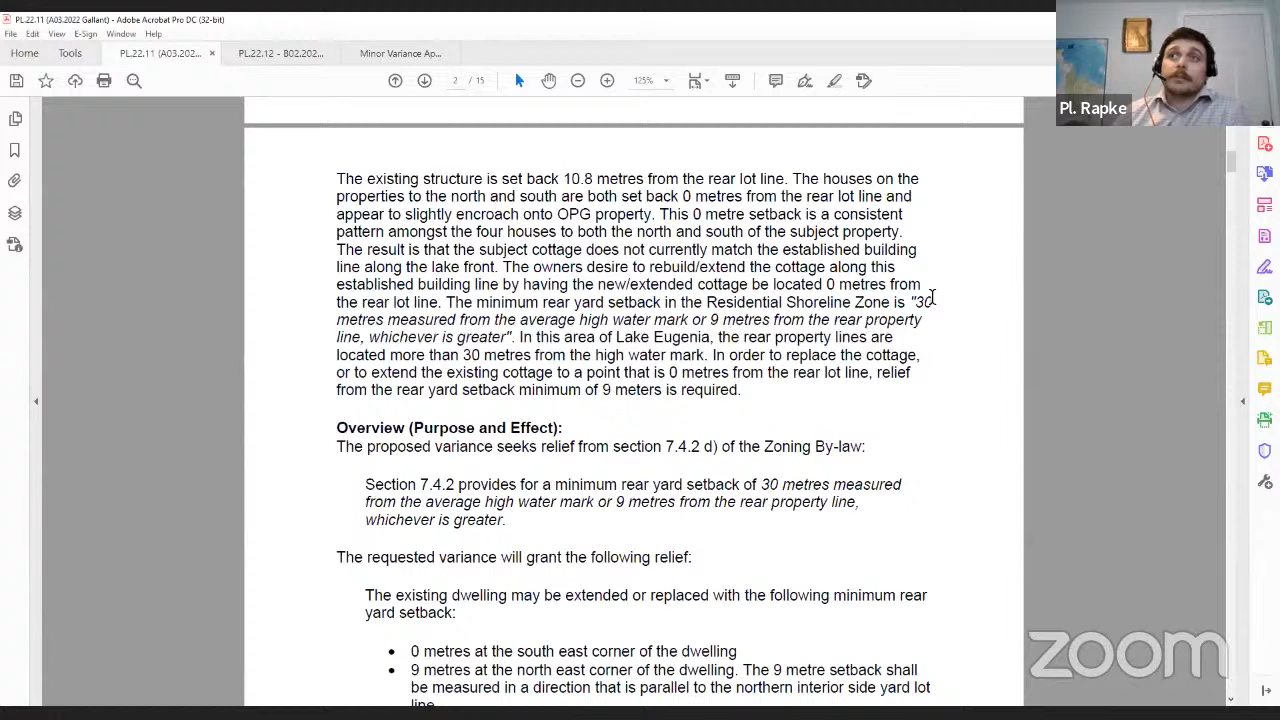 PL.22.11 (A03.2022 Gallant) - Adobe Acrobat Pro DC (32-bit)
File Edit View E-Sign Window Help
Home Tools PL.22.11 (A03.202... × PL.22.12 - B02.202... Minor Variance Ap...
2 / 15 125%
Pl. Rapke
The existing structure is set back 10.8 metres from the rear lot line. The houses on the
properties to the north and south are both set back 0 metres from the rear lot line and
appear to slightly encroach onto OPG property. This 0 metre setback is a consistent
pattern amongst the four houses to both the north and south of the subject property.
The result is that the subject cottage does not currently match the established building
line along the lake front. The owners desire to rebuild/extend the cottage along this
established building line by having the new/extended cottage be located 0 metres from
the rear lot line. The minimum rear yard setback in the Residential Shoreline Zone is "30
metres measured from the average high water mark or 9 metres from the rear property
line, whichever is greater". In this area of Lake Eugenia, the rear property lines are
located more than 30 metres from the high water mark. In order to replace the cottage,
or to extend the existing cottage to a point that is 0 metres from the rear lot line, relief
from the rear yard setback minimum of 9 meters is required.
Overview (Purpose and Effect):
The proposed variance seeks relief from section 7.4.2 d) of the Zoning By-law:
Section 7.4.2 provides for a minimum rear yard setback of 30 metres measured
from the average high water mark or 9 metres from the rear property line,
whichever is greater.
The requested variance will grant the following relief:
The existing dwelling may be extended or replaced with the following minimum rear
yard setback:
• 0 metres at the south east corner of the dwelling
• 9 metres at the north east corner of the dwelling. The 9 metre setback shall
be measured in a direction that is parallel to the northern interior side yard lot
line.
zoom